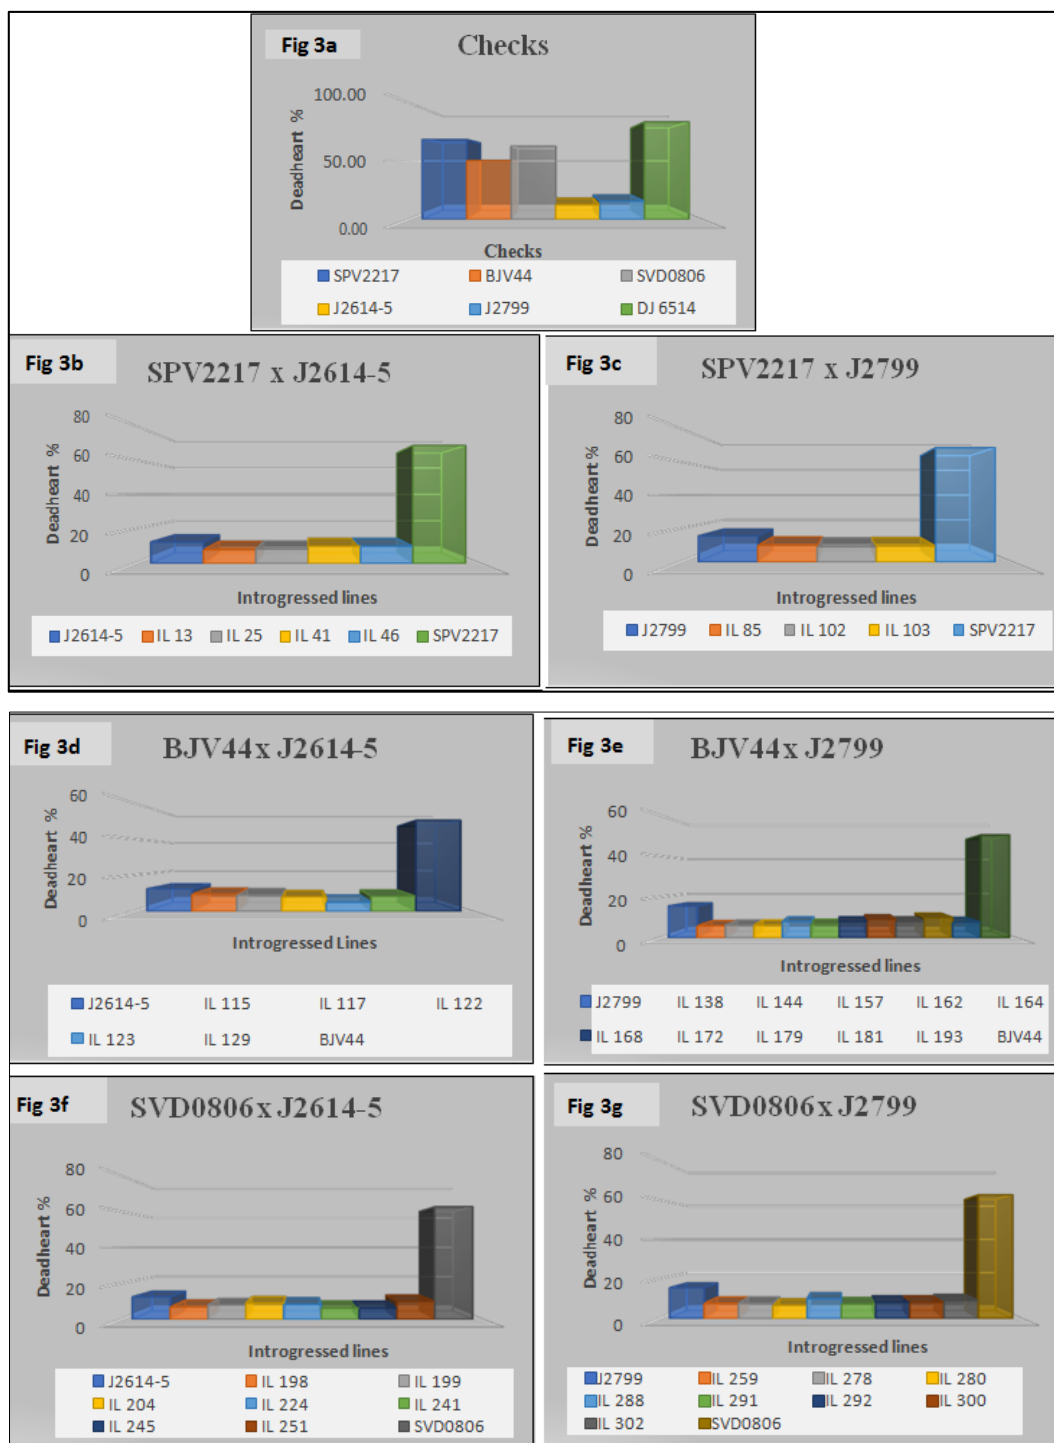 Fig 3a
Checks
Deadheart %
100.00
50.00
0.00
Checks
SPV2217 BJV44 SVD0806
J2614-5 J2799 DJ 6514
Fig 3b
SPV2217 x J2614-5
Deadheart %
80
60
40
20
0
Introgressed lines
J2614-5 IL 13 IL 25 IL 41 IL 46 SPV2217
Fig 3c
SPV2217 x J2799
Deadheart %
80
60
40
20
0
Introgressed lines
J2799 IL 85 IL 102 IL 103 SPV2217
Fig 3d
BJV44 x J2614-5
Deadheart %
60
40
20
0
Introgressed Lines
J2614-5 IL 115 IL 117 IL 122
IL 123 IL 129 BJV44
Fig 3e
BJV44 x J2799
Deadheart %
60
40
20
0
Introgressed lines
J2799 IL 138 IL 144 IL 157 IL 162 IL 164
IL 168 IL 172 IL 179 IL 181 IL 193 BJV44
Fig 3f
SVD0806 x J2614-5
Deadheart %
80
60
40
20
0
Introgressed lines
J2614-5 IL 198 IL 199
IL 204 IL 224 IL 241
IL 245 IL 251 SVD0806
Fig 3g
SVD0806 x J2799
Deadheart %
80
60
40
20
0
Introgressed lines
J2799 IL 259 IL 278 IL 280
IL 288 IL 291 IL 292 IL 300
IL 302 SVD0806